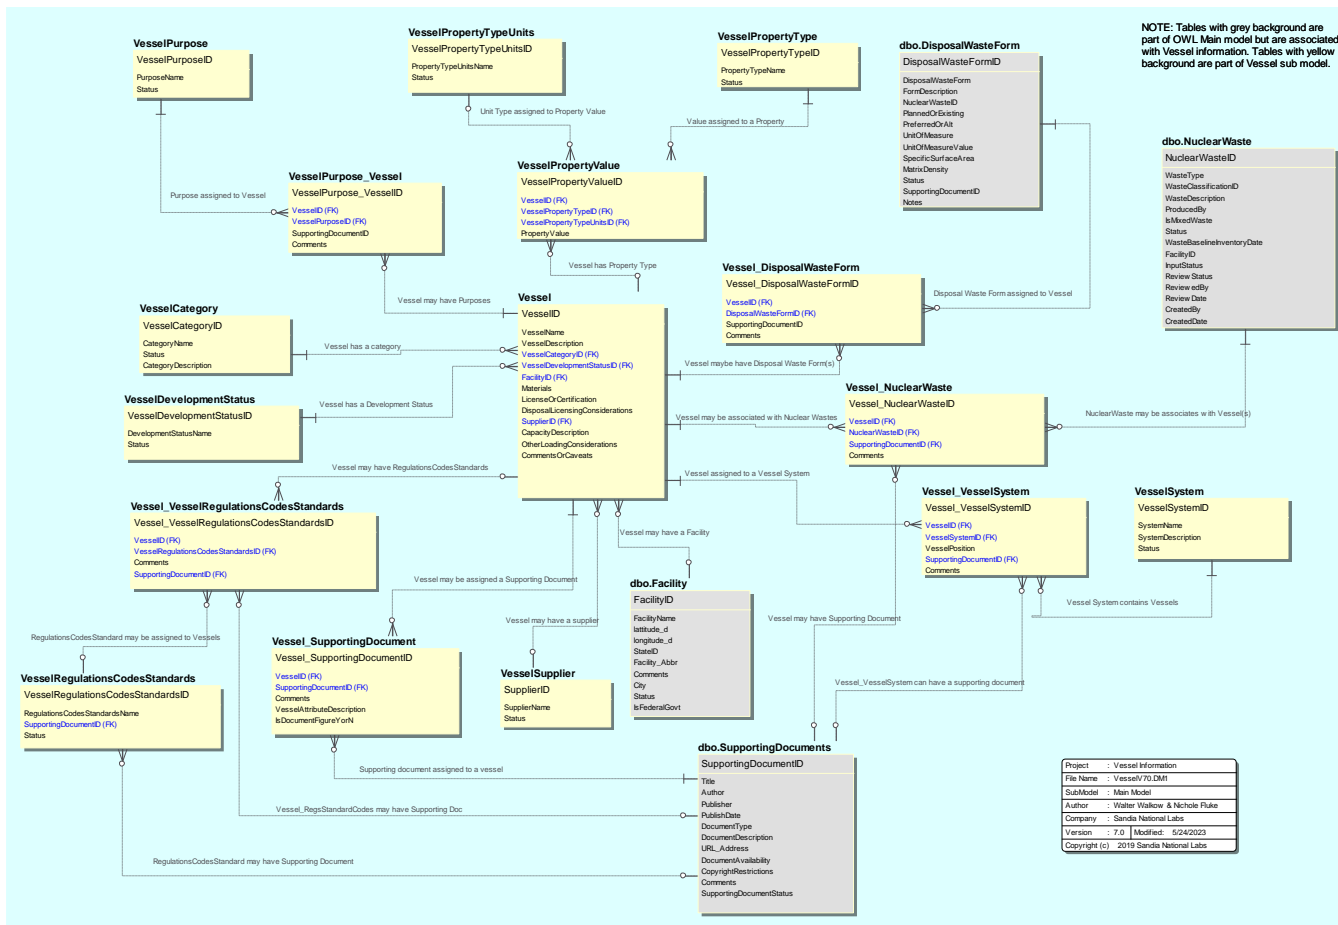 NOTE: Tables with grey background are
part of OWL Main model but are associated
with Vessel information. Tables with yellow
background are part of Vessel sub model.
VesselPurpose
VesselPurposeID
PurposeName
Status
VesselPropertyTypeUnits
VesselPropertyTypeUnitsID
PropertyTypeUnitsName
Status
VesselPropertyType
VesselPropertyTypeID
PropertyTypeName
Status
dbo.DisposalWasteForm
DisposalWasteFormID
DisposalWasteForm
FormDescription
NuclearWasteID
PlannedOrExisting
PreferredOrAlt
UnitOfMeasure
UnitOfMeasureValue
SpecificSurfaceArea
MatrixDensity
Status
SupportingDocumentID
Notes
dbo.NuclearWaste
NuclearWasteID
WasteType
WasteClassificationID
WasteDescription
ProducedBy
IsMixedWaste
Status
WasteBaselineInventoryDate
FacilityID
InputStatus
Review Status
Review edBy
Review Date
CreatedBy
CreatedDate
Unit Type assigned to Property Value
Value assigned to a Property
Purpose assigned to Vessel
VesselPurpose_Vessel
VesselPurpose_VesselID
VesselID (FK)
VesselPurposeID (FK)
SupportingDocumentID
Comments
VesselPropertyValue
VesselPropertyValueID
VesselID (FK)
VesselPropertyTypeID (FK)
VesselPropertyTypeUnitsID (FK)
PropertyValue
Vessel has Property Type
Vessel may have Purposes
Vessel_DisposalWasteForm
Vessel_DisposalWasteFormID
VesselID (FK)
DisposalWasteFormID (FK)
SupportingDocumentID
Comments
Disposal Waste Form assigned to Vessel
VesselCategory
VesselCategoryID
CategoryName
Status
CategoryDescription
Vessel has a category
Vessel
VesselID
VesselName
VesselDescription
VesselCategoryID (FK)
VesselDevelopmentStatusID (FK)
FacilityID (FK)
Materials
LicenseOrCertification
DisposalLicensingConsiderations
SupplierID (FK)
CapacityDescription
OtherLoadingConsiderations
CommentsOrCaveats
Vessel maybe have Disposal Waste Form(s)
VesselDevelopmentStatus
VesselDevelopmentStatusID
DevelopmentStatusName
Status
Vessel has a Development Status
Vessel may be associated with Nuclear Wastes
Vessel_NuclearWaste
Vessel_NuclearWasteID
VesselID (FK)
NuclearWasteID (FK)
SupportingDocumentID (FK)
Comments
NuclearWaste may be associates with Vessel(s)
Vessel may have RegulationsCodesStandards
Vessel assigned to a Vessel System
Vessel_VesselRegulationsCodesStandards
Vessel_VesselRegulationsCodesStandardsID
VesselID (FK)
VesselRegulationsCodesStandardsID (FK)
Comments
SupportingDocumentID (FK)
Vessel_VesselSystem
Vessel_VesselSystemID
VesselID (FK)
VesselSystemID (FK)
VesselPosition
SupportingDocumentID (FK)
Comments
VesselSystem
VesselSystemID
SystemName
SystemDescription
Status
Vessel may have a Facility
Vessel may be assigned a Supporting Document
dbo.Facility
FacilityID
FacilityName
lattitude_d
longitude_d
StateID
Facility_Abbr
Comments
City
Status
IsFederalGovt
Vessel System contains Vessels
Vessel may have a supplier
Vessel may have Supporting Document
RegulationsCodesStandard may be assigned to Vessels
Vessel_SupportingDocument
Vessel_SupportingDocumentID
VesselID (FK)
SupportingDocumentID (FK)
Comments
VesselAttributeDescription
IsDocumentFigureYorN
VesselSupplier
SupplierID
SupplierName
Status
VesselRegulationsCodesStandards
VesselRegulationsCodesStandardsID
RegulationsCodesStandardsName
SupportingDocumentID (FK)
Status
Vessel_VesselSystem can have a supporting document
dbo.SupportingDocuments
SupportingDocumentID
Title
Author
Publisher
PublishDate
DocumentType
DocumentDescription
URL_Address
DocumentAvailability
CopyrightRestrictions
Comments
SupportingDocumentStatus
Supporting document assigned to a vessel
Vessel_RegsStandardCodes may have Supporting Doc
RegulationsCodesStandard may have Supporting Document
Project : Vessel Information
File Name : VesselV70.DM1
SubModel : Main Model
Author : Walter Walkow & Nichole Fluke
Company : Sandia National Labs
Version : 7.0 Modified: 5/24/2023
Copyright (c) 2019 Sandia National Labs